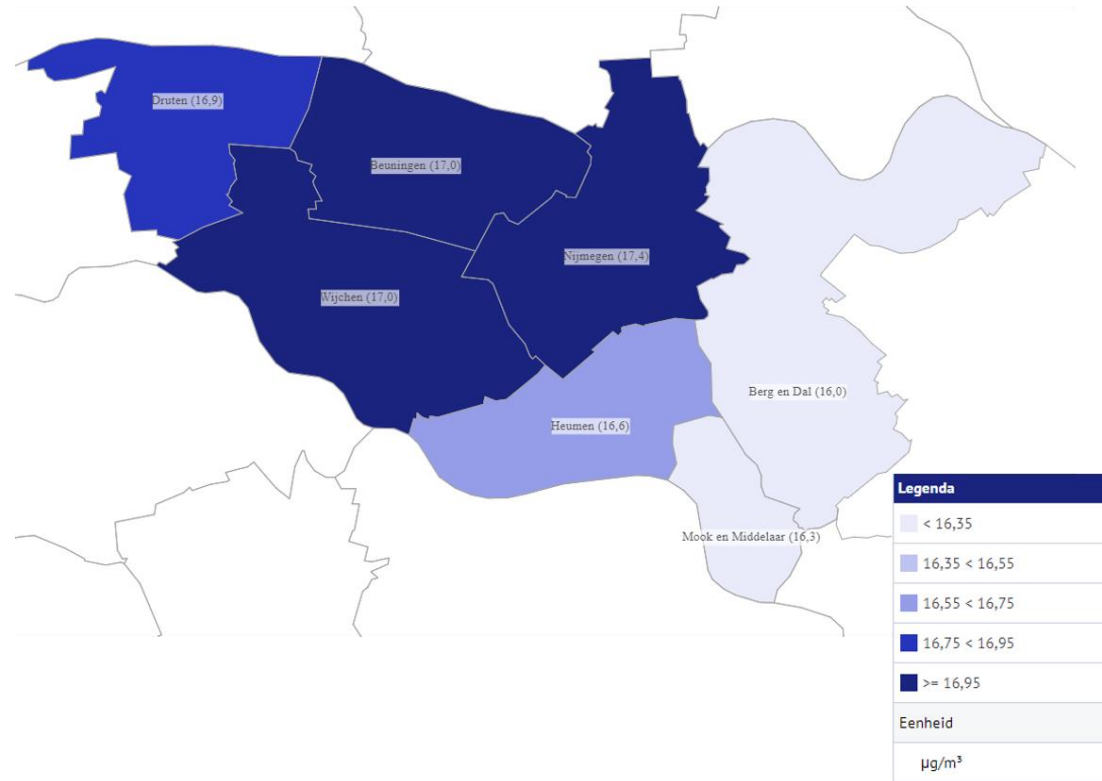 Druten (16,9)
Beuningen (17,0)
Nijmegen (17,4)
Wijchen (17,0)
Berg en Dal (16,0)
Heumen (16,6)
Mook en Middelaar (16,3)
Legenda
< 16,35
16,35 < 16,55
16,55 < 16,75
16,75 < 16,95
>= 16,95
Eenheid
µg/m³